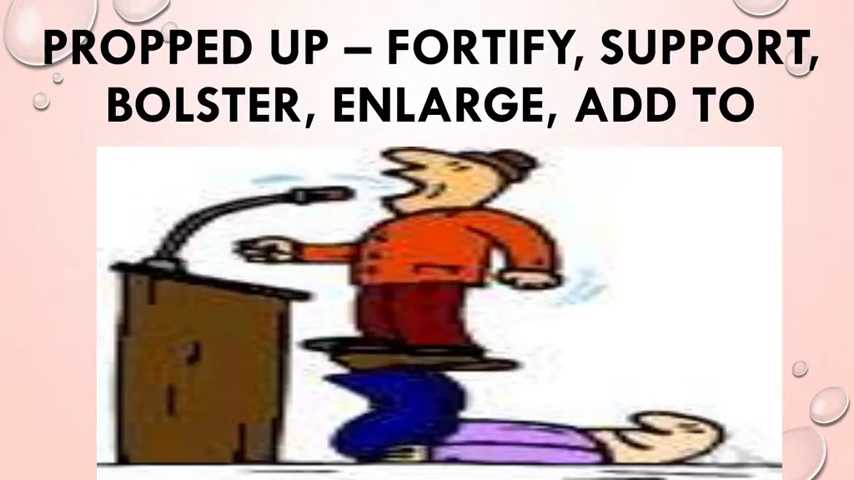 PROPPED UP – FORTIFY, SUPPORT,
BOLSTER, ENLARGE, ADD TO